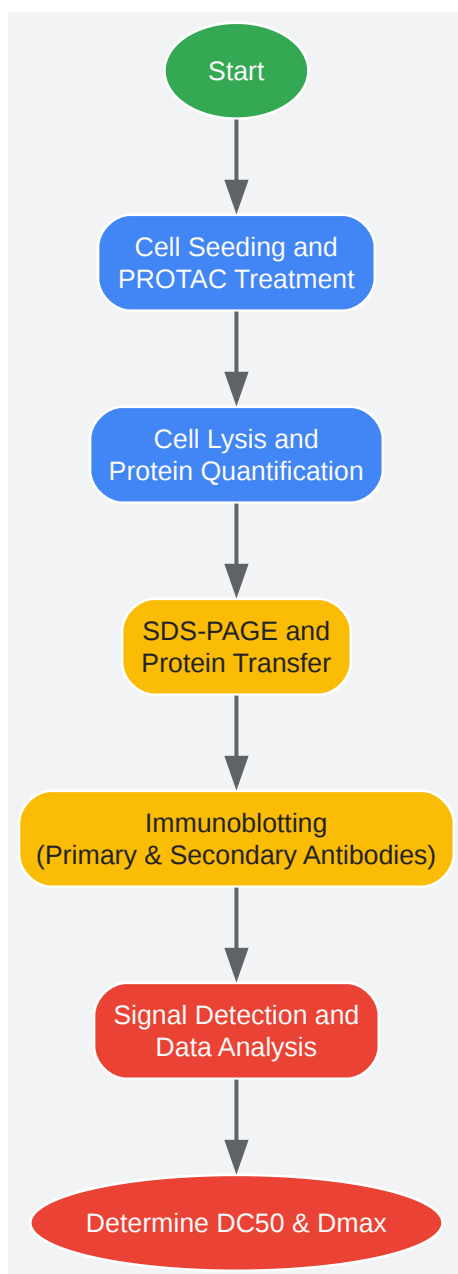 Start
Cell Seeding and
PROTAC Treatment
Cell Lysis and
Protein Quantification
SDS-PAGE and
Protein Transfer
Immunoblotting
(Primary & Secondary Antibodies)
Signal Detection and
Data Analysis
Determine DC50 & Dmax